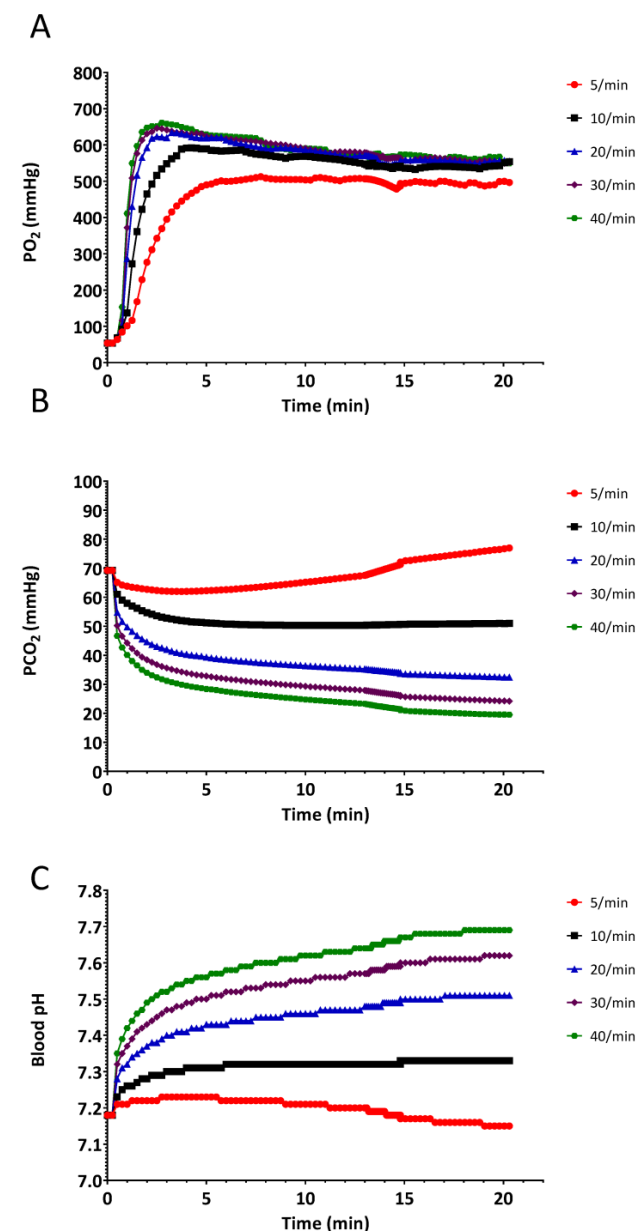 A
800
700
600
500
400
300
200
100
0
PO2 (mmHg)
0 5 10 15 20
Time (min)
5/min
10/min
20/min
30/min
40/min
B
100
90
80
70
60
50
40
30
20
10
0
PCO2 (mmHg)
0 5 10 15 20
Time (min)
5/min
10/min
20/min
30/min
40/min
C
7.8
7.7
7.6
7.5
7.4
7.3
7.2
7.1
7.0
Blood pH
0 5 10 15 20
Time (min)
5/min
10/min
20/min
30/min
40/min